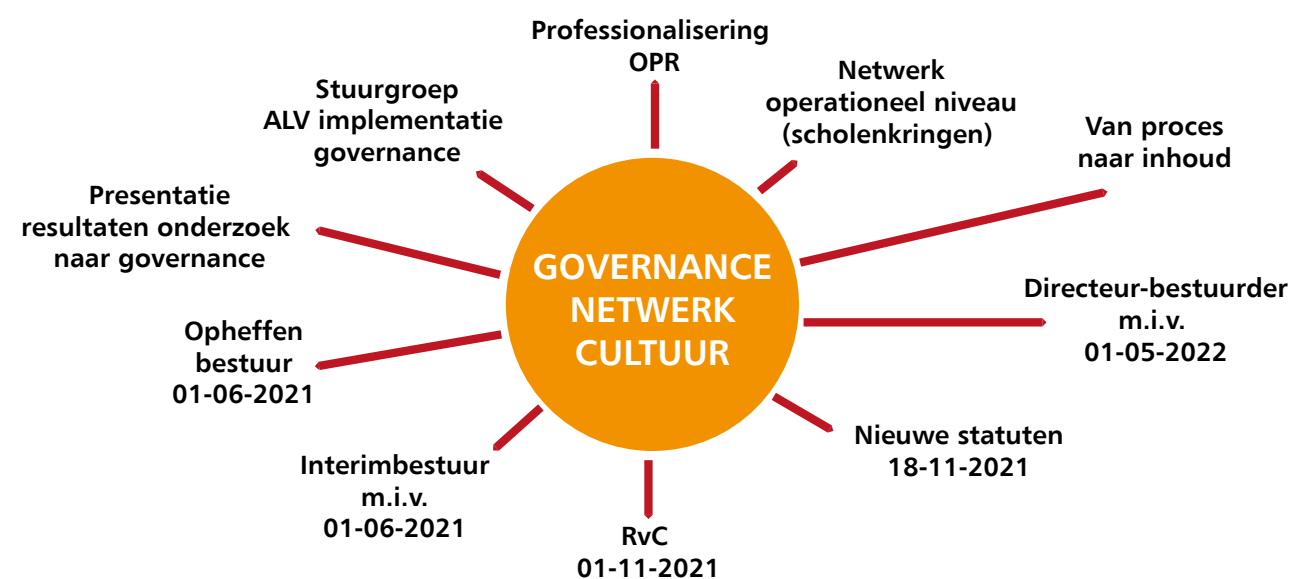 Professionalisering
OPR
Netwerk
operationeel niveau
(scholenkringen)
Van proces
naar inhoud
Directeur-bestuurder
m.i.v.
01-05-2022
Nieuwe statuten
18-11-2021
RvC
01-11-2021
Interimbestuur
m.i.v.
01-06-2021
Opheffen
bestuur
01-06-2021
Presentatie
resultaten onderzoek
naar governance
Stuurgroep
ALV implementatie
governance
GOVERNANCE
NETWERK
CULTUUR